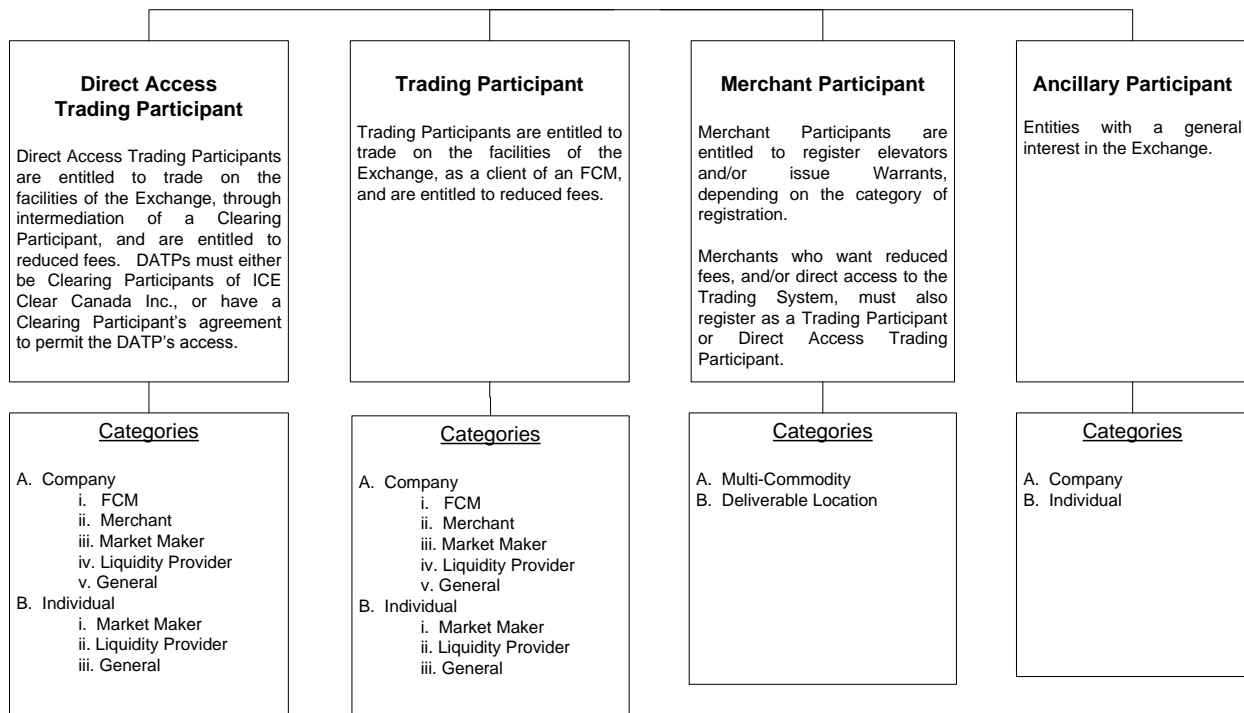 Direct Access
Trading Participant
Direct Access Trading Participants
are entitled to trade on the
facilities of the Exchange, through
intermediation of a Clearing
Participant, and are entitled to
reduced fees. DATPs must either
be Clearing Participants of ICE
Clear Canada Inc., or have a
Clearing Participant's agreement
to permit the DATP's access.
Trading Participant
Trading Participants are entitled to
trade on the facilities of the
Exchange, as a client of an FCM,
and are entitled to reduced fees.
Merchant Participant
Merchant Participants are
entitled to register elevators
and/or issue Warrants,
depending on the category of
registration.
Merchants who want reduced
fees, and/or direct access to the
Trading System, must also
register as a Trading Participant
or Direct Access Trading
Participant.
Ancillary Participant
Entities with a general
interest in the Exchange.
Categories
A. Company
i. FCM
ii. Merchant
iii. Market Maker
iv. Liquidity Provider
v. General
B. Individual
i. Market Maker
ii. Liquidity Provider
iii. General
Categories
A. Company
i. FCM
ii. Merchant
iii. Market Maker
iv. Liquidity Provider
v. General
B. Individual
i. Market Maker
ii. Liquidity Provider
iii. General
Categories
A. Multi-Commodity
B. Deliverable Location
Categories
A. Company
B. Individual